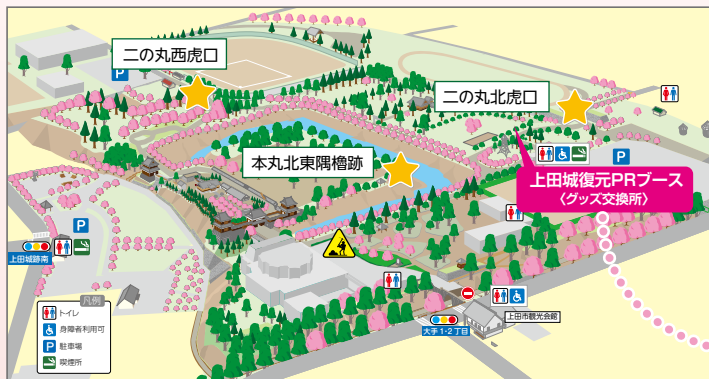 二の丸西虎口
P
二の丸北虎口
本丸北東隅櫓跡
P
上田城復元PRブース
〈グッズ交換所〉
P
上田城跡南
凡例
トイレ
身障者利用可
P 駐車場
喫煙所
上田市観光会館
大手1・2丁目